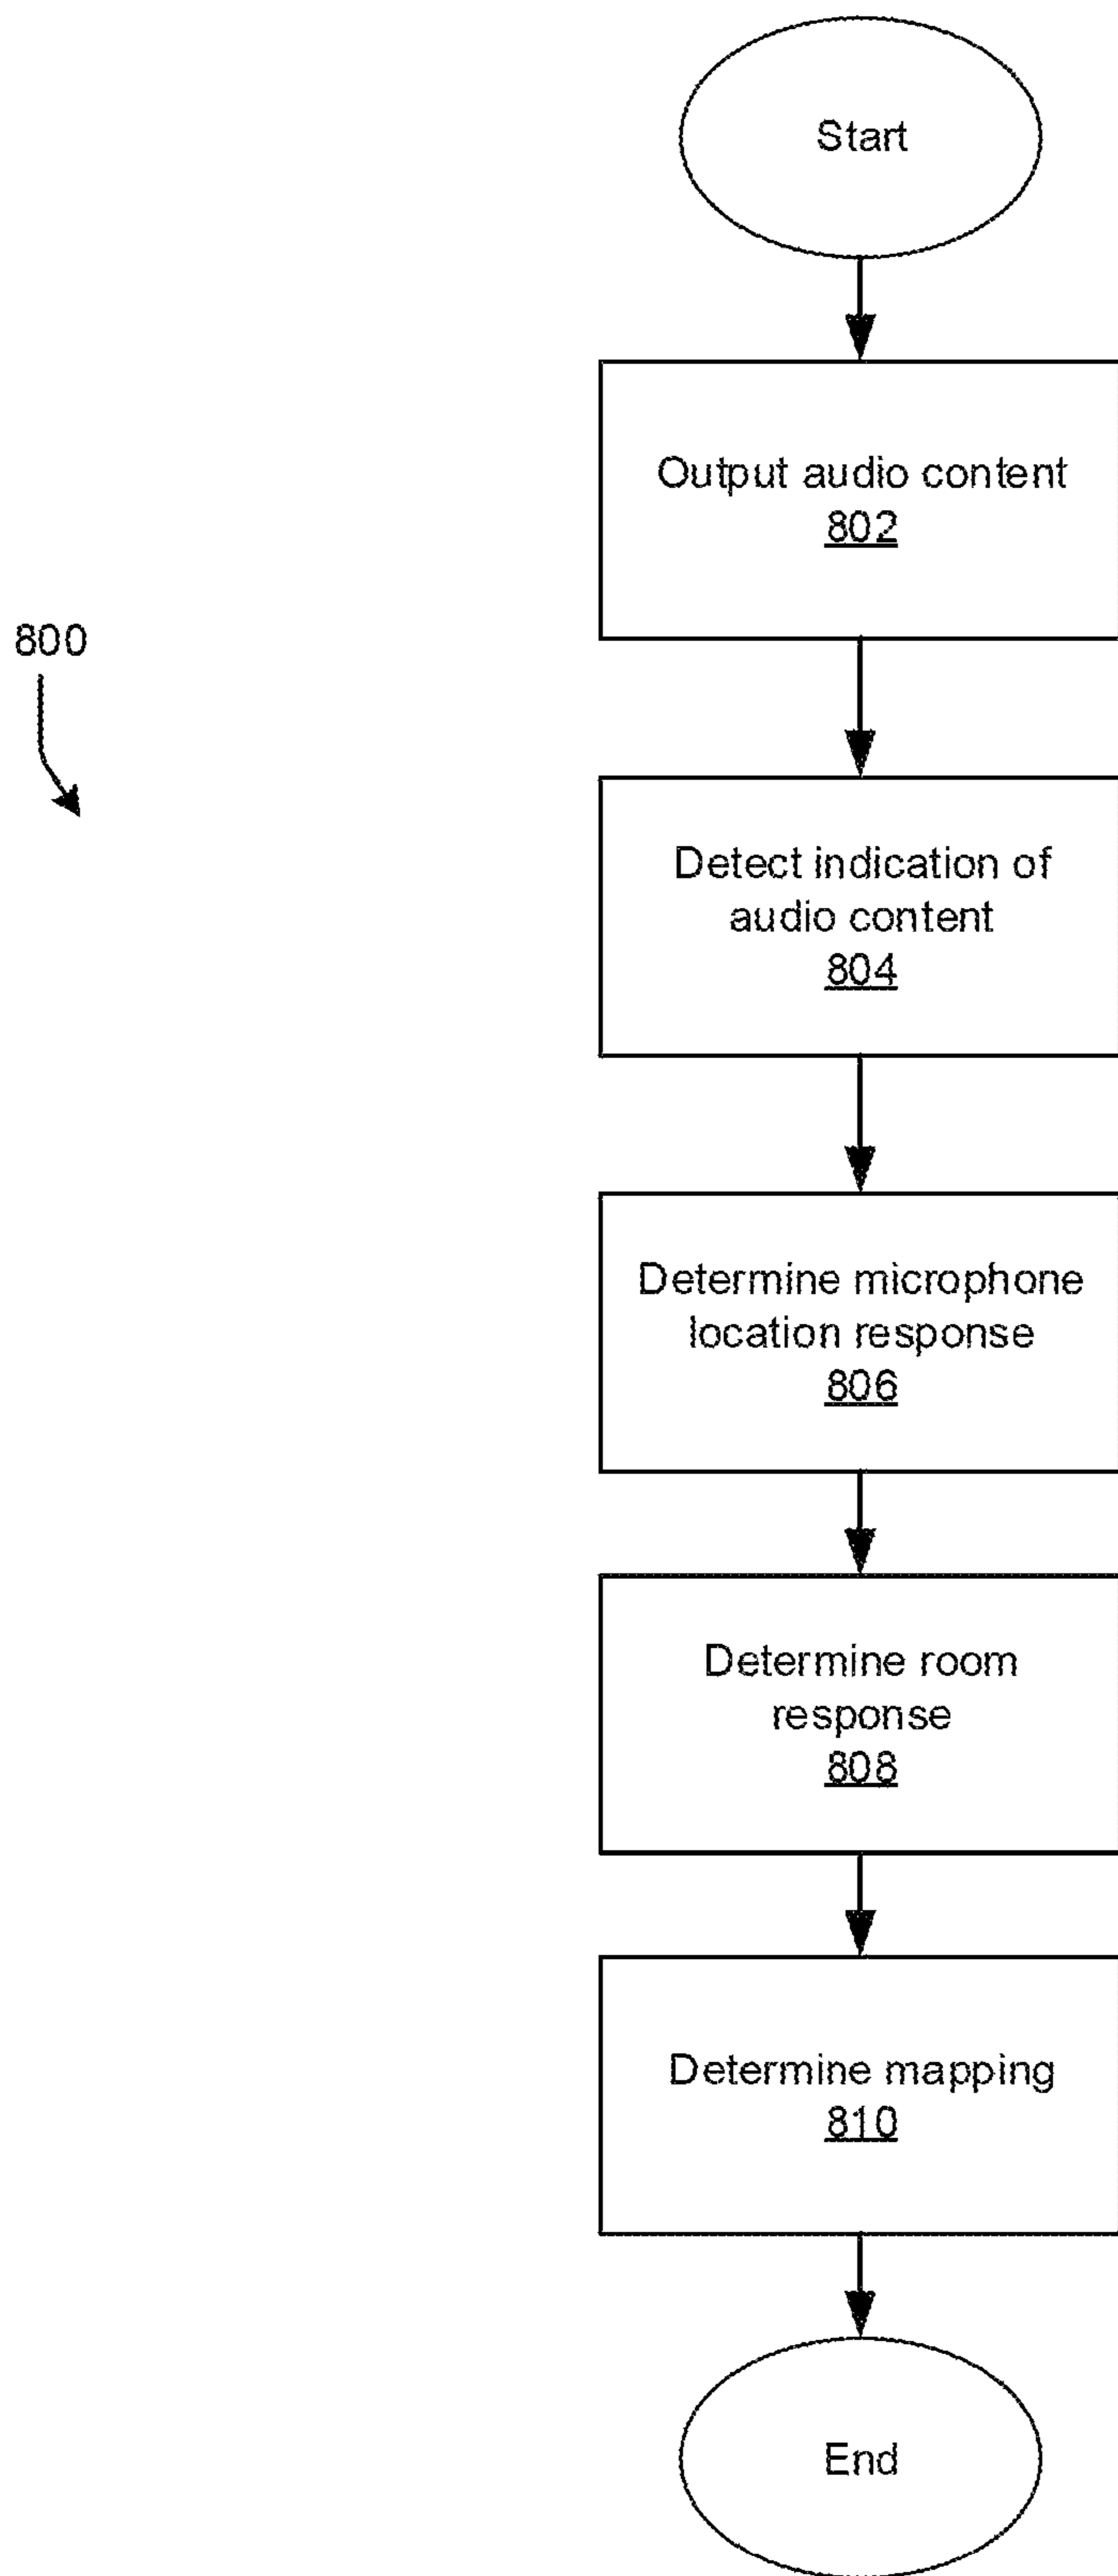 Start
Output audio content
802
800
Detect indication of
audio content
804
Determine microphone
location response
806
Determine room
response
808
Determine mapping
810
End